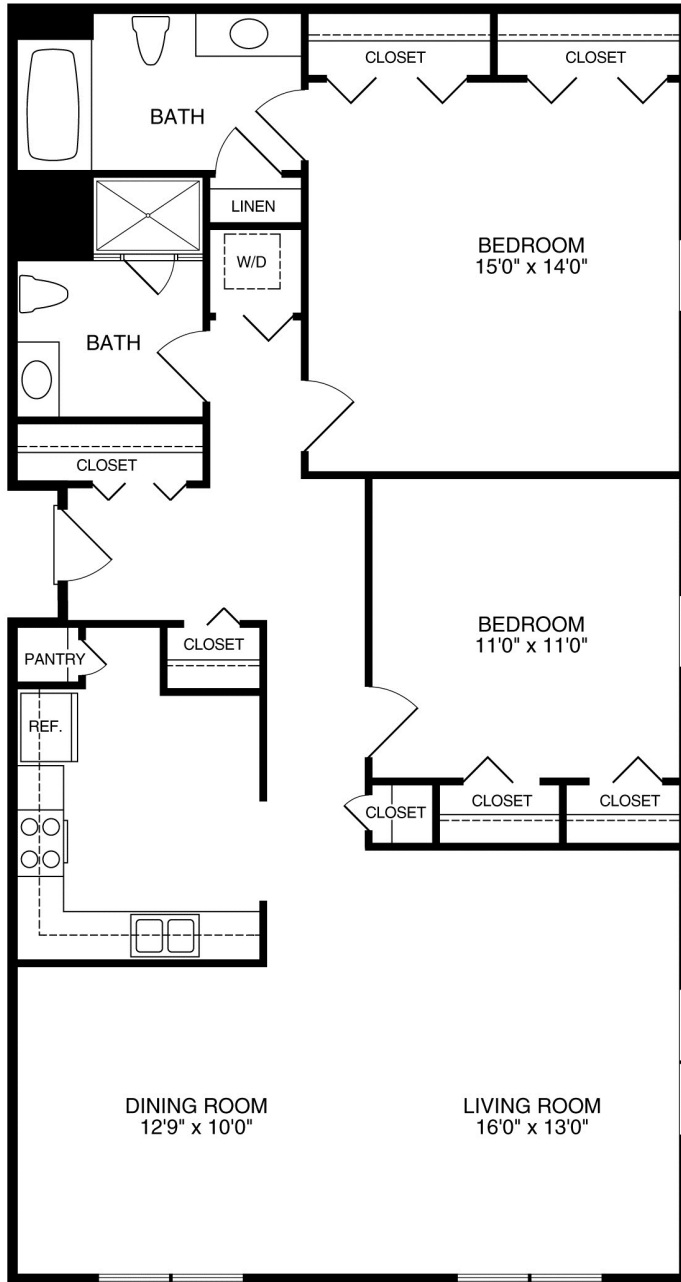 CLOSET
CLOSET
BATH
LINEN
W/D
BEDROOM
15'0" x 14'0"
BATH
CLOSET
BEDROOM
11'0" x 11'0"
CLOSET
PANTRY
REF.
CLOSET
CLOSET
CLOSET
DINING ROOM
12'9" x 10'0"
LIVING ROOM
16'0" x 13'0"